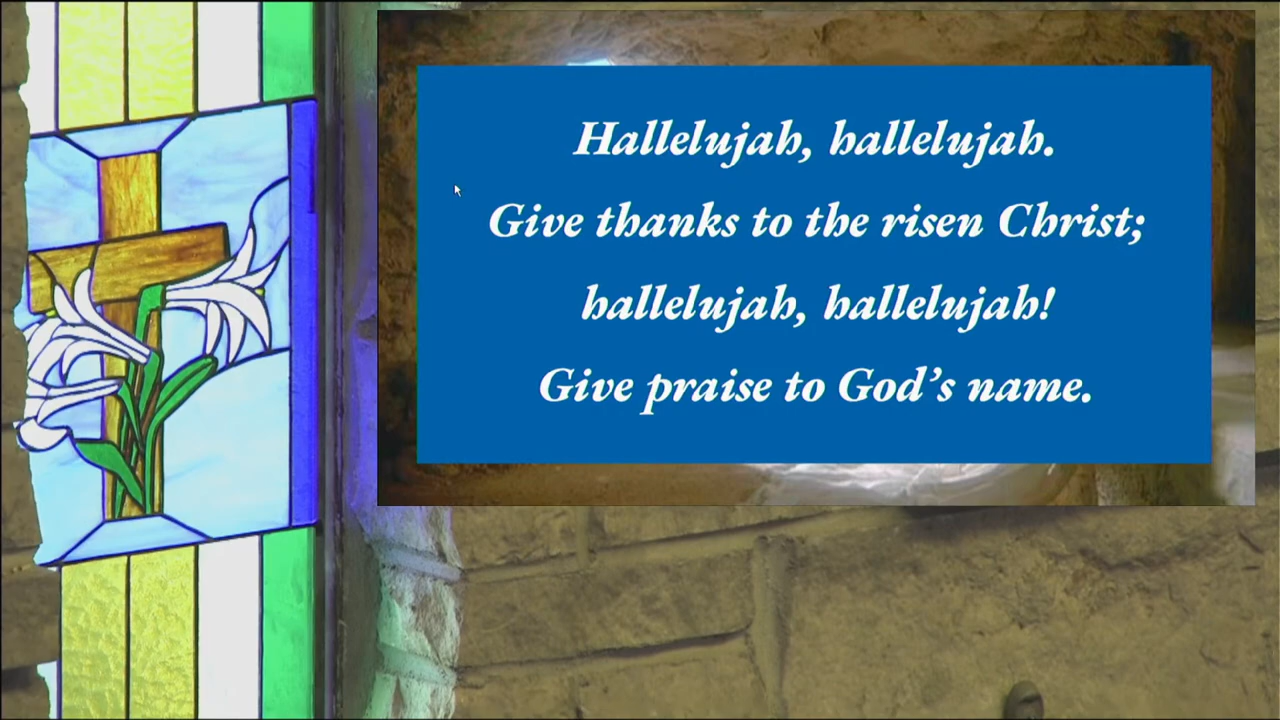 Hallelujah, hallelujah.
Give thanks to the risen Christ;
hallelujah, hallelujah!
Give praise to God’s name.